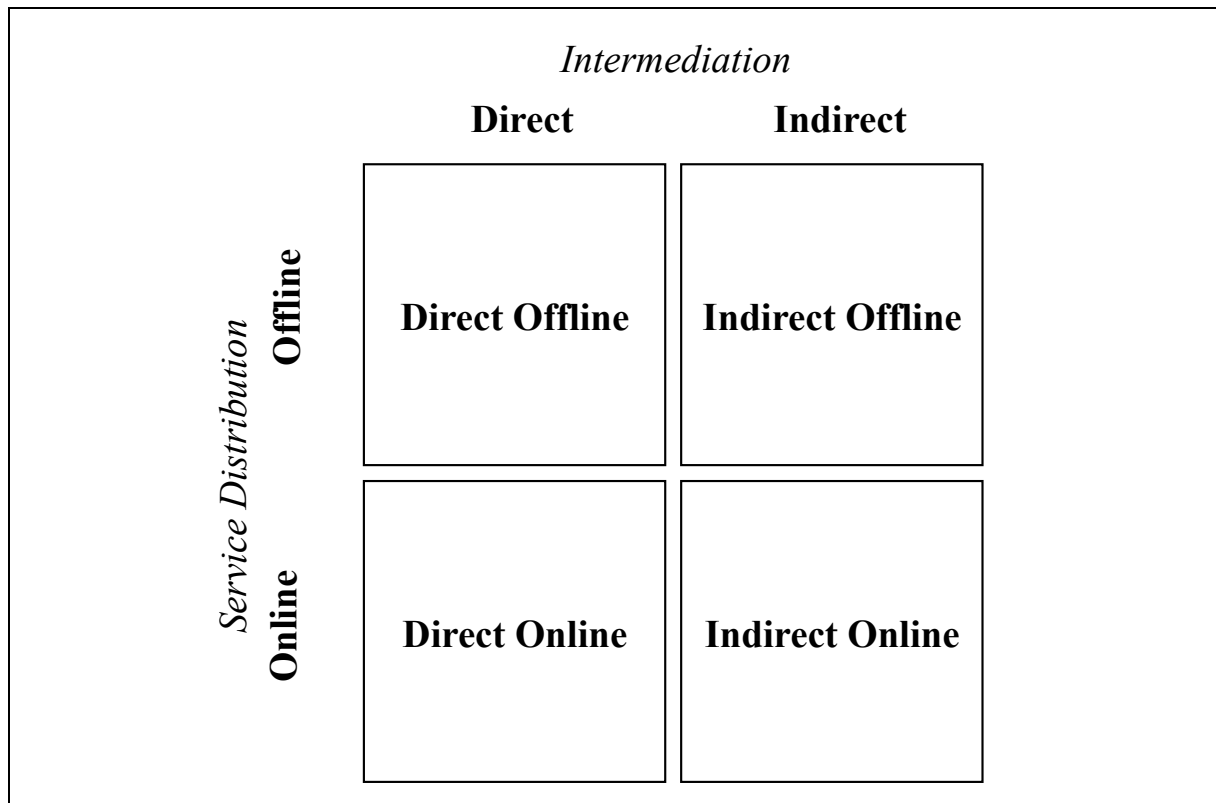 Intermediation
Direct Indirect
Service Distribution
Offline
Direct Offline Indirect Offline
Online
Direct Online Indirect Online